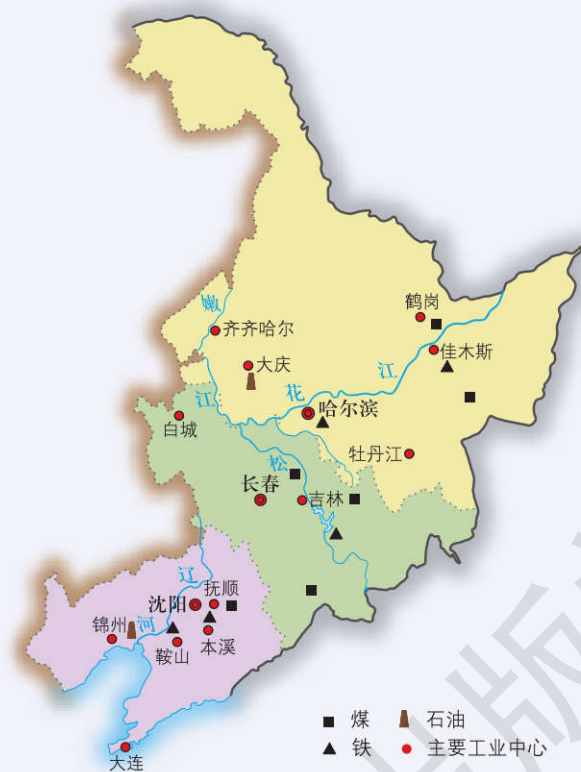 嫩
鹤岗
齐齐哈尔
佳木斯
大庆
江
江
花
哈尔滨
白城
牡丹江
松
长春
吉林
辽
抚顺
沈阳
锦州
河
鞍山
本溪
煤
石油
铁
主要工业中心
大连
出版